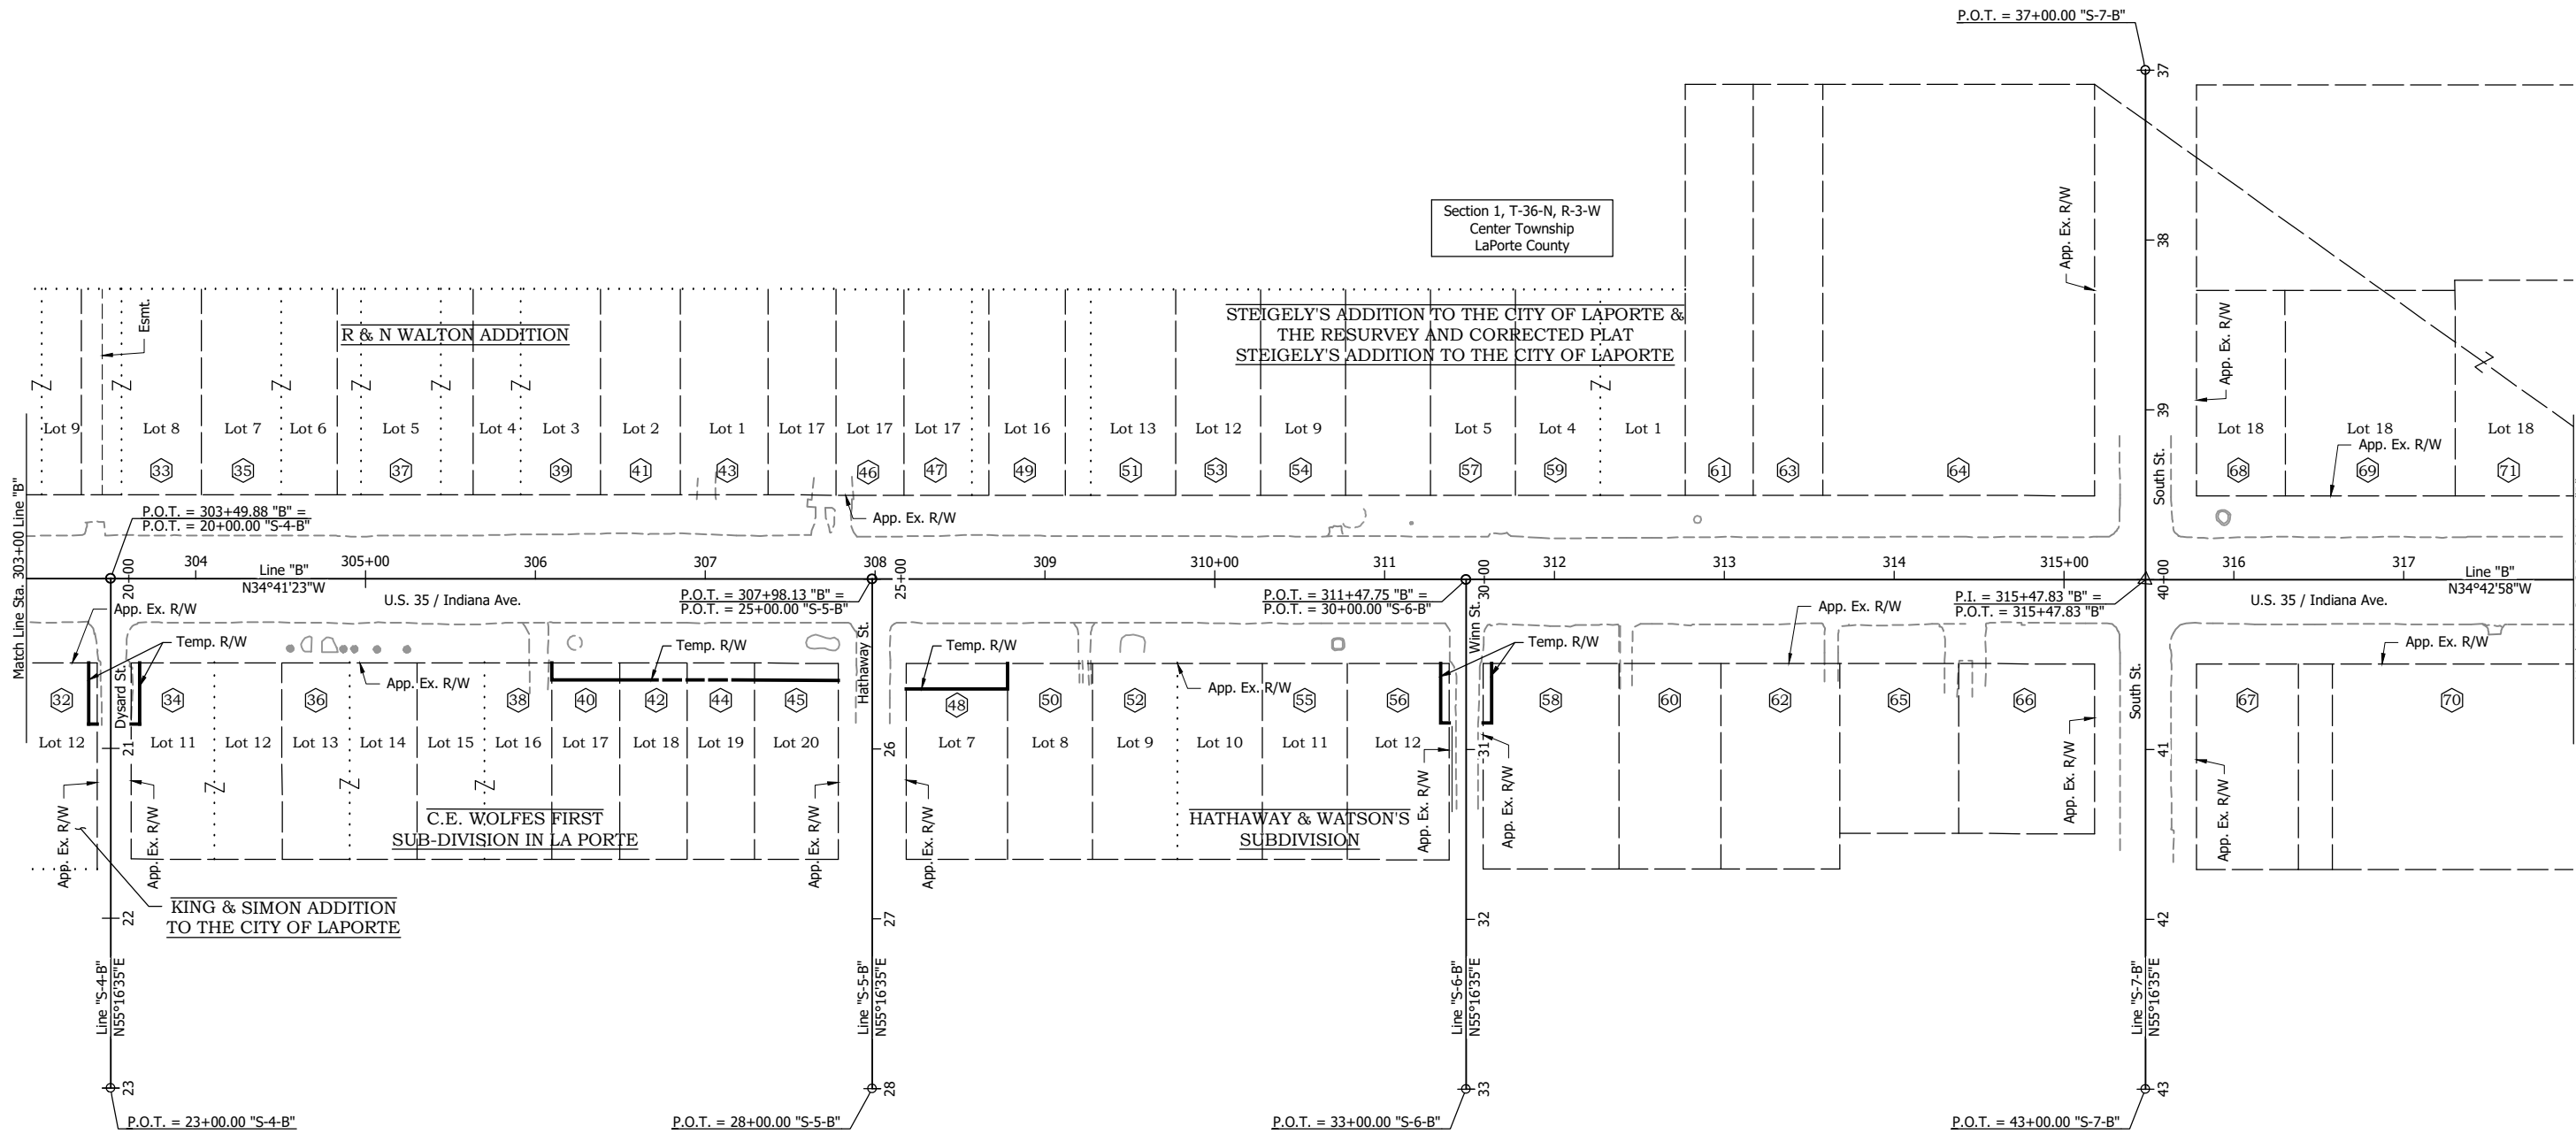 P.O.T. = 37+00.00 "S-7-B"
37
Section 1, T-36-N, R-3-W
Center Township
LaPorte County
App. Ex. R/W
38
Esmt.
R & N WALTON ADDITION
STEIGELY'S ADDITION TO THE CITY OF LAPORTE &
THE RESURVEY AND CORRECTED PLAT
STEIGELY'S ADDITION TO THE CITY OF LAPORTE
App. Ex. R/W
39
Lot 9
Lot 8
Lot 7
Lot 6
Lot 5
Lot 4
Lot 3
Lot 2
Lot 1
Lot 17
Lot 17
Lot 17
Lot 16
Lot 13
Lot 12
Lot 9
Lot 5
Lot 4
Lot 1
Lot 18
Lot 18
Lot 18
App. Ex. R/W
33
35
37
39
41
43
46
47
49
51
53
54
57
59
61
63
64
South St.
68
69
71
Match Line Sta. 303+00 Line "B"
P.O.T. = 303+49.88 "B" =
P.O.T. = 20+00.00 "S-4-B"
App. Ex. R/W
304
305+00
306
307
308
309
310+00
311
312
313
314
315+00
316
317
Line "B"
N34°41'23"W
20+00
25+00
30+00
40+00
Line "B"
N34°42'58"W
U.S. 35 / Indiana Ave.
P.O.T. = 307+98.13 "B" =
P.O.T. = 25+00.00 "S-5-B"
P.O.T. = 311+47.75 "B" =
P.O.T. = 30+00.00 "S-6-B"
P.I. = 315+47.83 "B" =
P.O.T. = 315+47.83 "B"
U.S. 35 / Indiana Ave.
App. Ex. R/W
App. Ex. R/W
Temp. R/W
Temp. R/W
Hathaway St.
Temp. R/W
Winn St.
Temp. R/W
App. Ex. R/W
App. Ex. R/W
App. Ex. R/W
Dysard St.
South St.
32
34
36
38
40
42
44
45
48
50
52
55
56
58
60
62
65
66
67
70
Lot 12
21
Lot 11
Lot 12
Lot 13
Lot 14
Lot 15
Lot 16
Lot 17
Lot 18
Lot 19
Lot 20
26
Lot 7
Lot 8
Lot 9
Lot 10
Lot 11
Lot 12
31
41
App. Ex. R/W
App. Ex. R/W
App. Ex. R/W
App. Ex. R/W
App. Ex. R/W
App. Ex. R/W
App. Ex. R/W
App. Ex. R/W
C.E. WOLFES FIRST
SUB-DIVISION IN LA PORTE
HATHAWAY & WATSON'S
SUBDIVISION
KING & SIMON ADDITION
TO THE CITY OF LAPORTE
22
27
32
42
Line "S-4-B"
N55°16'35"E
Line "S-5-B"
N55°16'35"E
Line "S-6-B"
N55°16'35"E
Line "S-7-B"
N55°16'35"E
23
28
33
43
P.O.T. = 23+00.00 "S-4-B"
P.O.T. = 28+00.00 "S-5-B"
P.O.T. = 33+00.00 "S-6-B"
P.O.T. = 43+00.00 "S-7-B"